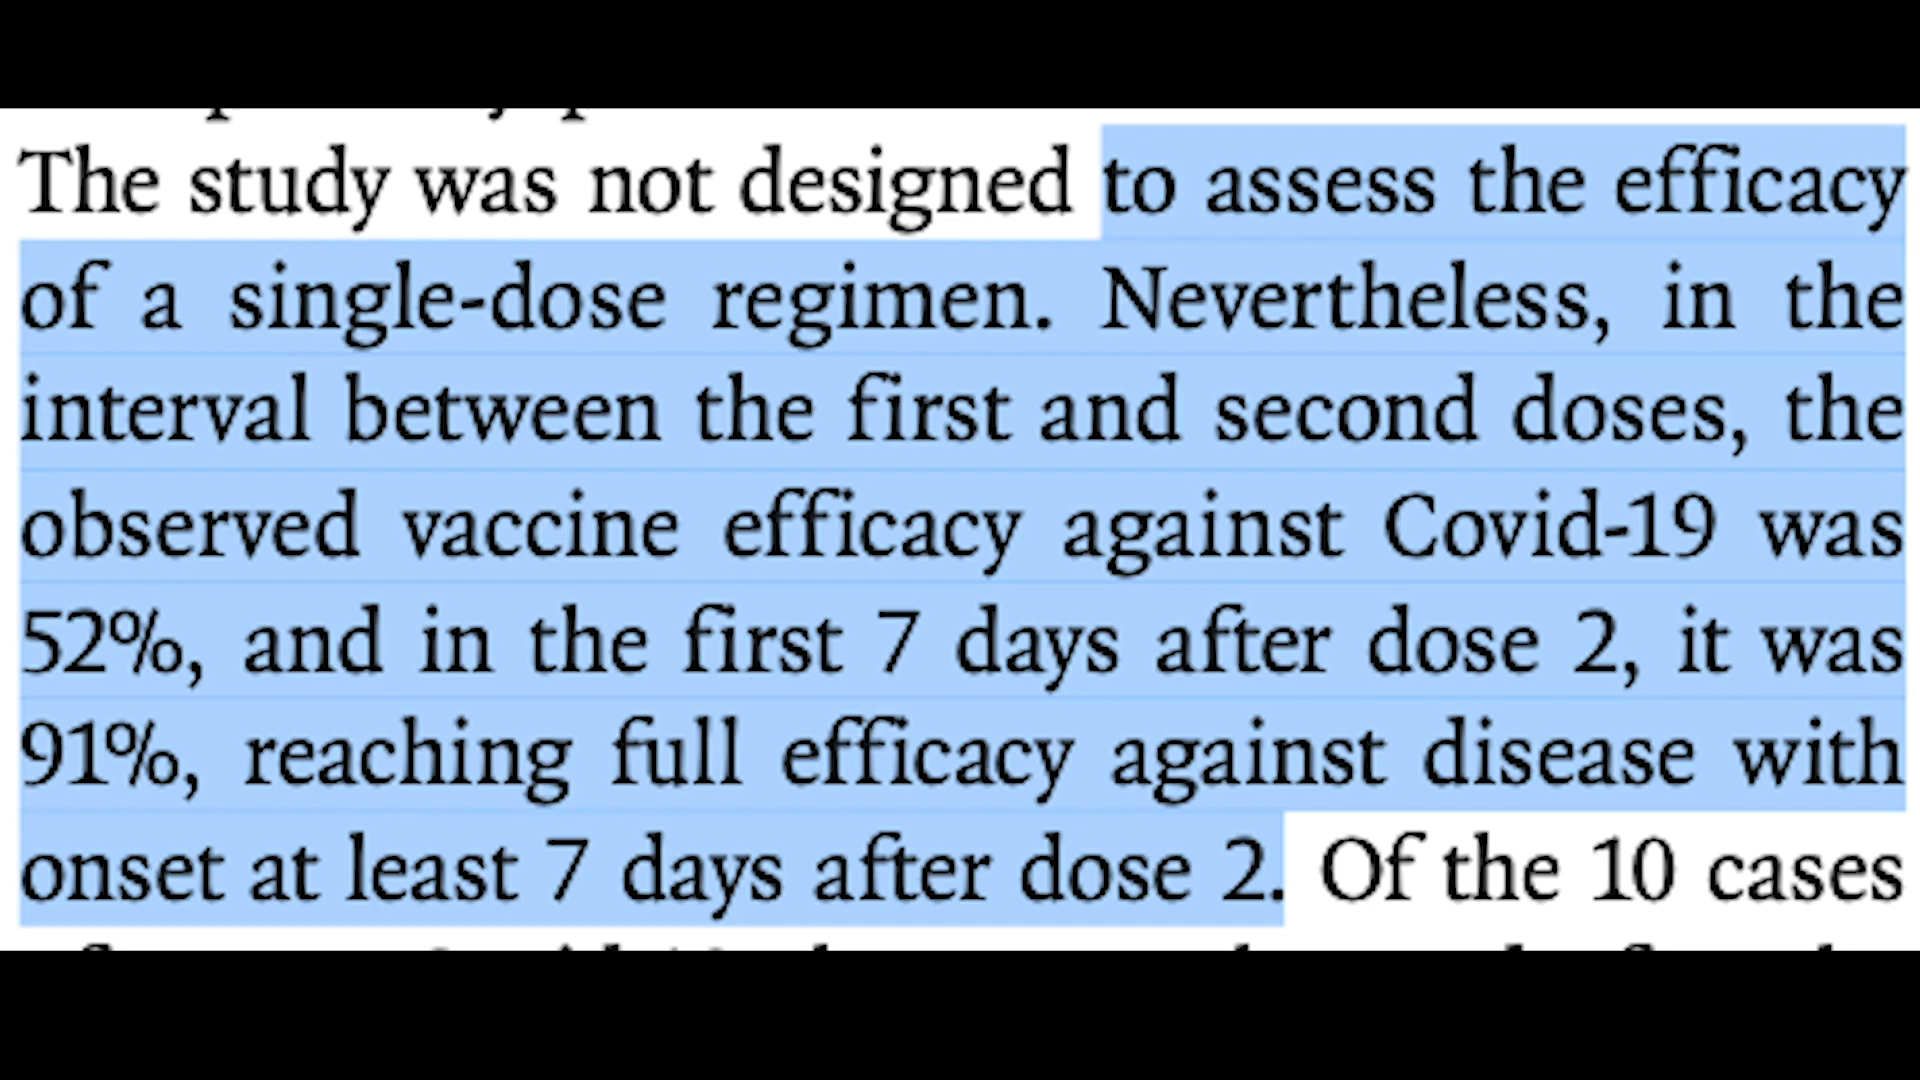 The study was not designed to assess the efficacy
of a single-dose regimen. Nevertheless, in the
interval between the first and second doses, the
observed vaccine efficacy against Covid-19 was
52%, and in the first 7 days after dose 2, it was
91%, reaching full efficacy against disease with
onset at least 7 days after dose 2. Of the 10 cases